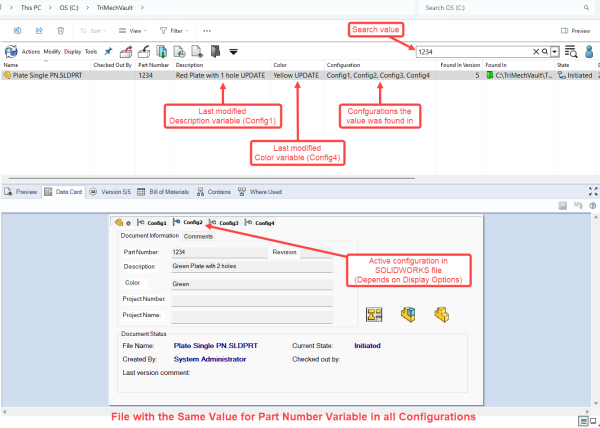 This PC > OS (C:) > TriMechVault >
Search OS (C:)
Sort View Filter ... Preview
Search value
Actions Modify Display Tools
1234
Name Checked Out By Part Number Description Color Configuration Found In Version Found In State
Plate Single PN.SLDPRT 1234 Red Plate with 1 hole UPDATE Yellow UPDATE Config1, Config2, Config3, Config4 5 C:\TriMechVault\T... Initiated
Last modified
Description variable (Config1)
Last modified
Color variable (Config4)
Confgurations the
value was found in
Preview Data Card Version 5/5 Bill of Materials Contains Where Used
@ Config1 Config2 Config3 Config4
Document Information Comments
Part Number: 1234 Revision
Description: Green Plate with 2 holes
Color Green
Project Number:
Project Name:
Active configuration in
SOLIDWORKS file
(Depends on Display Options)
Document Status
File Name: Plate Single PN.SLDPRT Current State: Initiated
Created By: System Administrator Checked out by:
Last version comment:
File with the Same Value for Part Number Variable in all Configurations